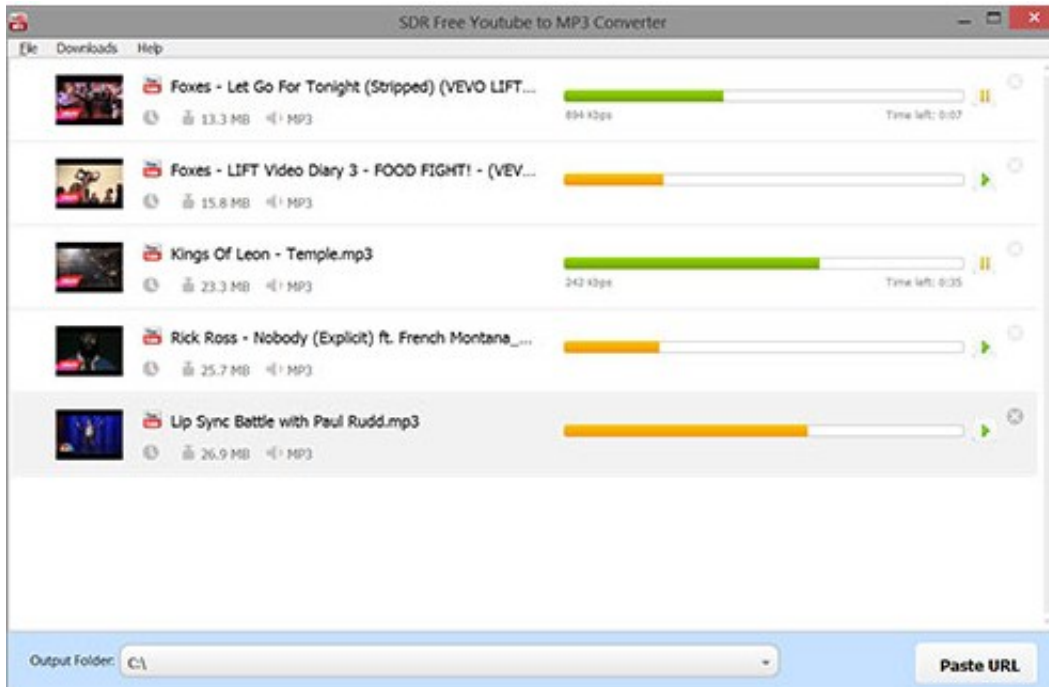 SDR Free Youtube to MP3 Converter
File Downloads Help
Foxes - Let Go For Tonight (Stripped) (VEVO LIFT...
13.3 MB MP3
894 Kbps Time left: 0:07
Foxes - LIFT Video Diary 3 - FOOD FIGHT! - (VEV...
15.8 MB MP3
Kings Of Leon - Temple.mp3
23.3 MB MP3
242 Kbps Time left: 0:35
Rick Ross - Nobody (Explicit) ft. French Montana_...
25.7 MB MP3
Lip Sync Battle with Paul Rudd.mp3
26.9 MB MP3
Output Folder: C:\
Paste URL